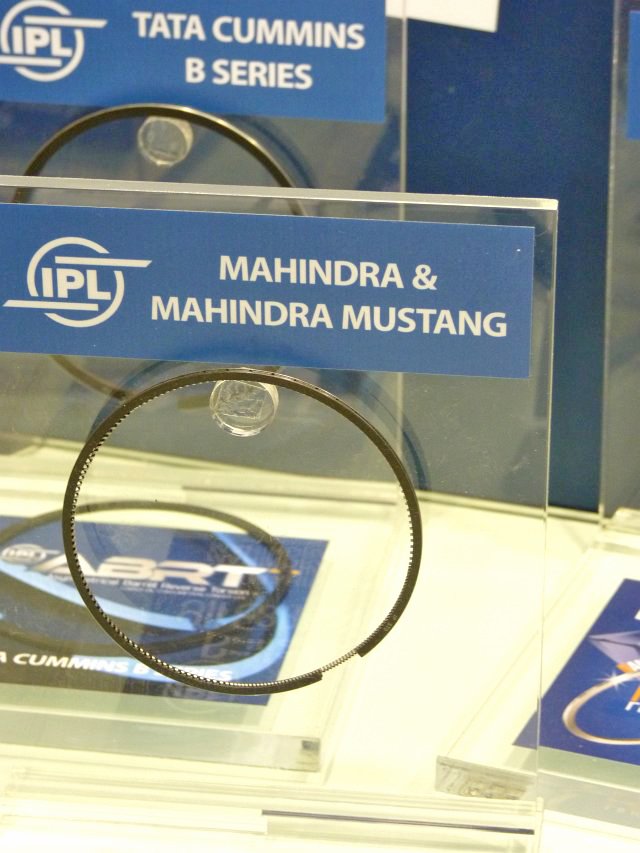 IPL
TATA CUMMINS
B SERIES
IPL
MAHINDRA &
MAHINDRA MUSTANG
IPL
ABRT
CUMMINS B SERIES